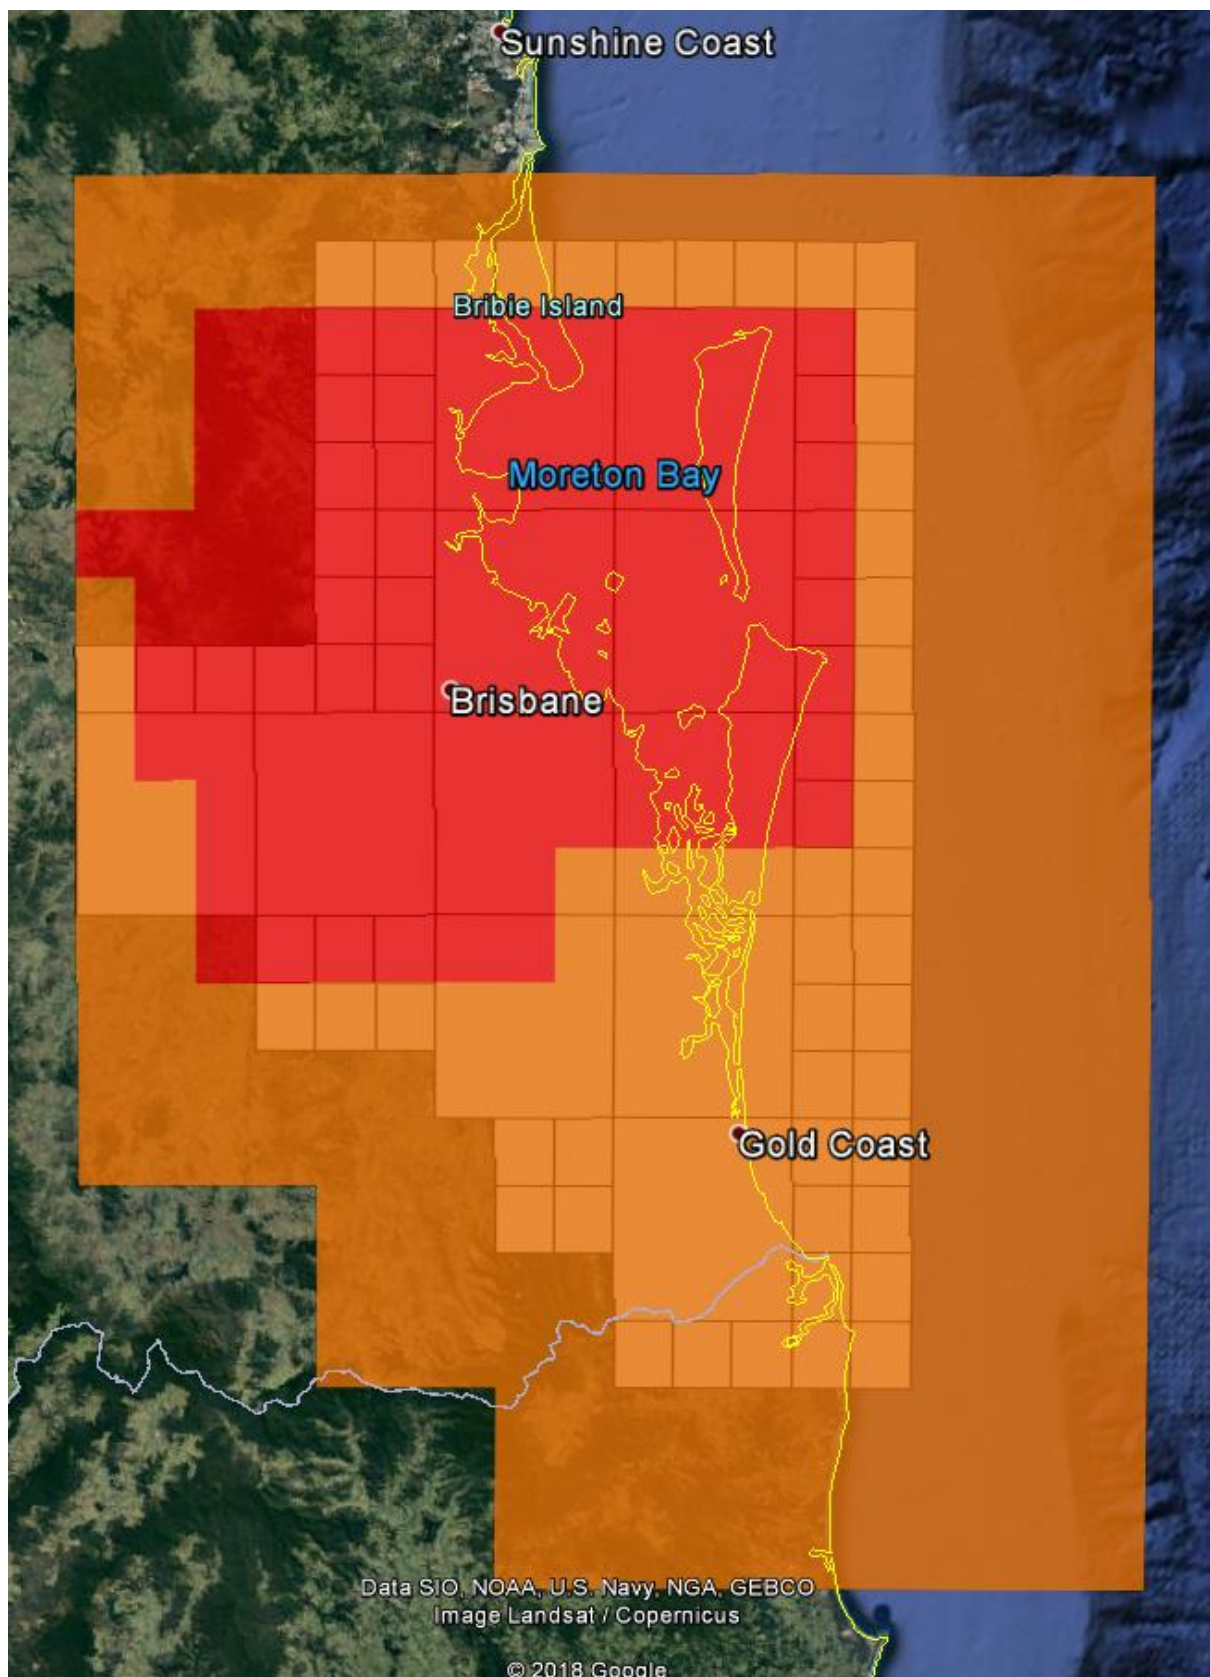 Sunshine Coast
Bribie Island
Moreton Bay
Brisbane
Gold Coast
Data SIO, NOAA, U.S. Navy, NGA, GEBCO
Image Landsat / Copernicus
© 2018 Google